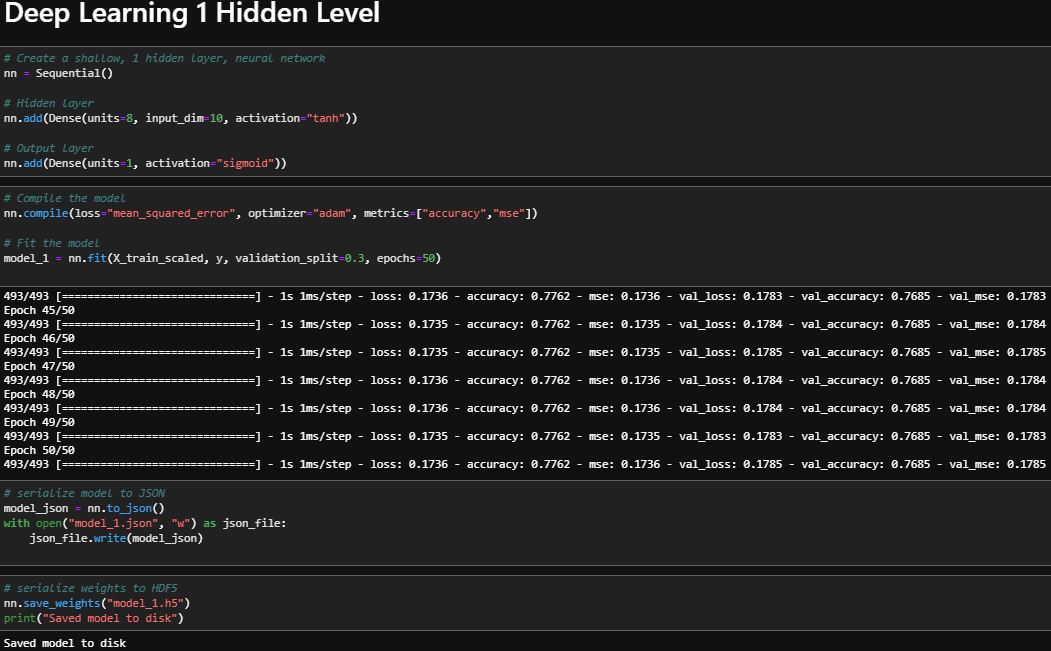 Deep Learning 1 Hidden Level
# Create a shallow, 1 hidden layer, neural network
nn = Sequential()
# Hidden layer
nn.add(Dense(units=8, input_dim=10, activation="tanh"))
# Output layer
nn.add(Dense(units=1, activation="sigmoid"))
# Compile the model
nn.compile(loss="mean_squared_error", optimizer="adam", metrics=["accuracy","mse"])
# Fit the model
model_1 = nn.fit(X_train_scaled, y, validation_split=0.3, epochs=50)
493/493 [==============================] - 1s 1ms/step - loss: 0.1736 - accuracy: 0.7762 - mse: 0.1736 - val_loss: 0.1783 - val_accuracy: 0.7685 - val_mse: 0.1783
Epoch 45/50
493/493 [==============================] - 1s 1ms/step - loss: 0.1735 - accuracy: 0.7762 - mse: 0.1735 - val_loss: 0.1784 - val_accuracy: 0.7685 - val_mse: 0.1784
Epoch 46/50
493/493 [==============================] - 1s 1ms/step - loss: 0.1735 - accuracy: 0.7762 - mse: 0.1735 - val_loss: 0.1785 - val_accuracy: 0.7685 - val_mse: 0.1785
Epoch 47/50
493/493 [==============================] - 1s 1ms/step - loss: 0.1736 - accuracy: 0.7762 - mse: 0.1736 - val_loss: 0.1784 - val_accuracy: 0.7685 - val_mse: 0.1784
Epoch 48/50
493/493 [==============================] - 1s 1ms/step - loss: 0.1736 - accuracy: 0.7762 - mse: 0.1736 - val_loss: 0.1784 - val_accuracy: 0.7685 - val_mse: 0.1784
Epoch 49/50
493/493 [==============================] - 1s 1ms/step - loss: 0.1735 - accuracy: 0.7762 - mse: 0.1735 - val_loss: 0.1783 - val_accuracy: 0.7685 - val_mse: 0.1783
Epoch 50/50
493/493 [==============================] - 1s 1ms/step - loss: 0.1736 - accuracy: 0.7762 - mse: 0.1736 - val_loss: 0.1785 - val_accuracy: 0.7685 - val_mse: 0.1785
# serialize model to JSON
model_json = nn.to_json()
with open("model_1.json", "w") as json_file:
    json_file.write(model_json)
# serialize weights to HDF5
nn.save_weights("model_1.h5")
print("Saved model to disk")
Saved model to disk